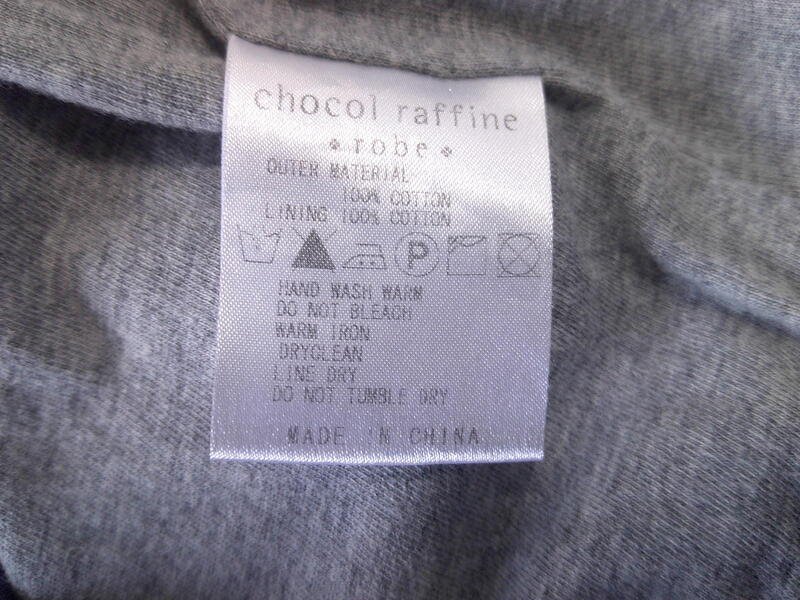 chocol raffine
robe
OUTER MATERIAL
100% COTTON
LINING 100% COTTON
P
HAND WASH WARM
DO NOT BLEACH
WARM IRON
DRYCLEAN
LINE DRY
DO NOT TUMBLE DRY
MADE IN CHINA